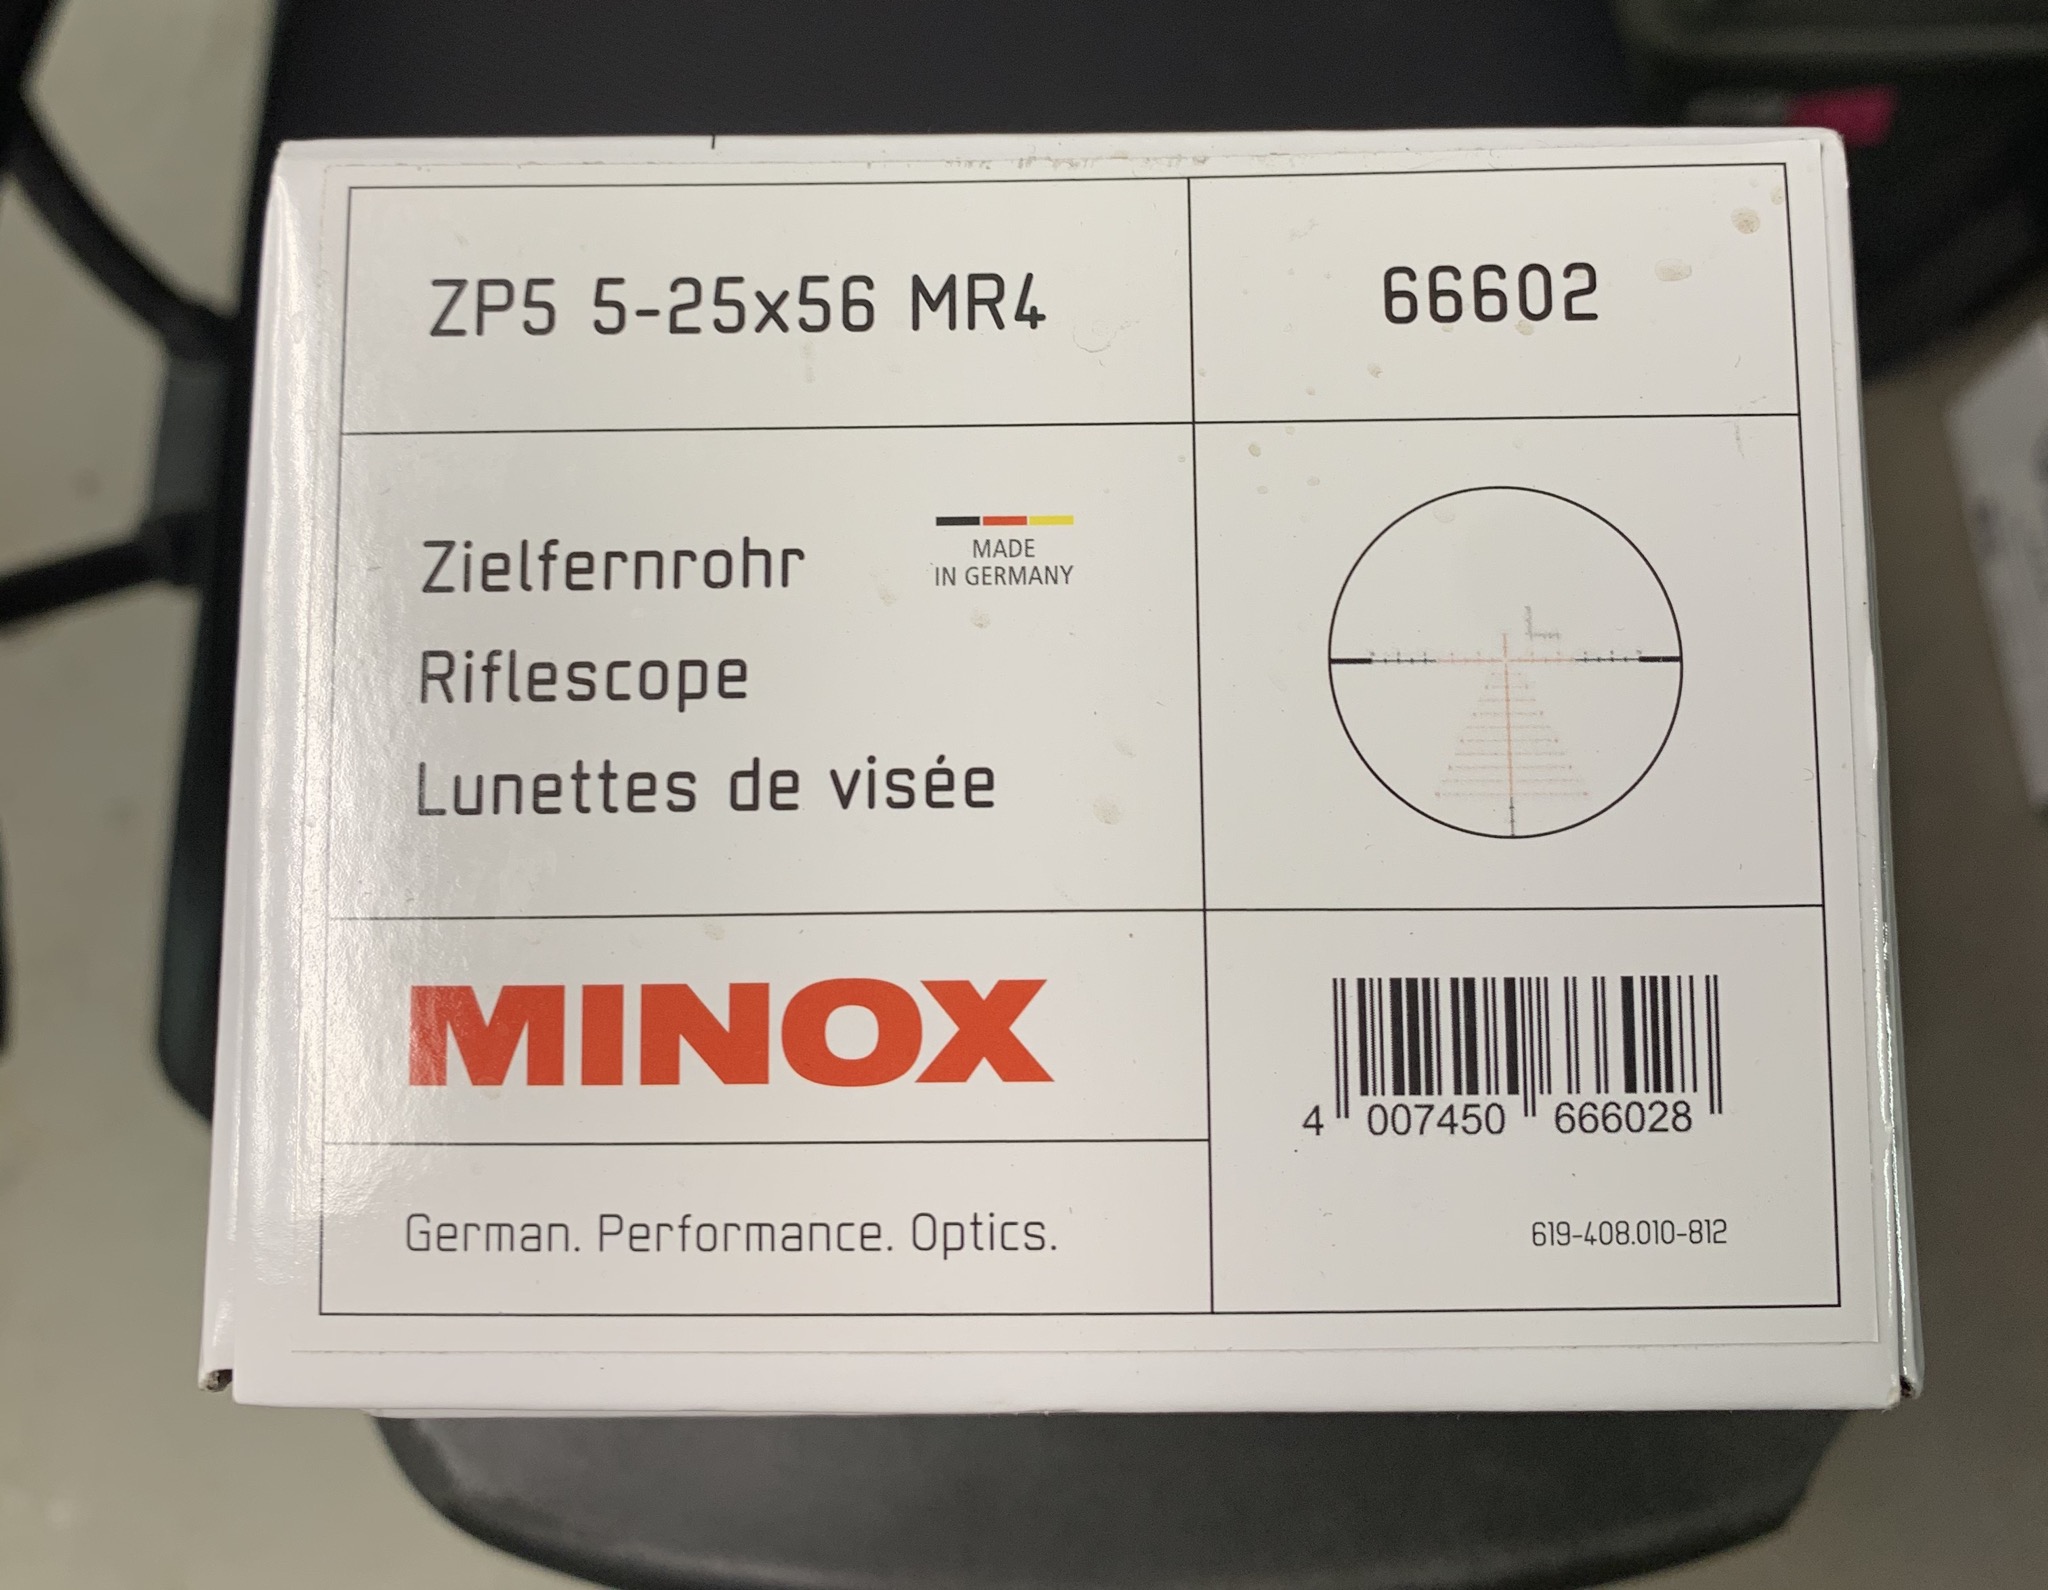 ZP5 5-25x56 MR4
66602
Zielfernrohr
MADE
IN GERMANY
Riflescope
Lunettes de visée
MINOX
4 007450 666028
German. Performance. Optics.
619-408.010-812